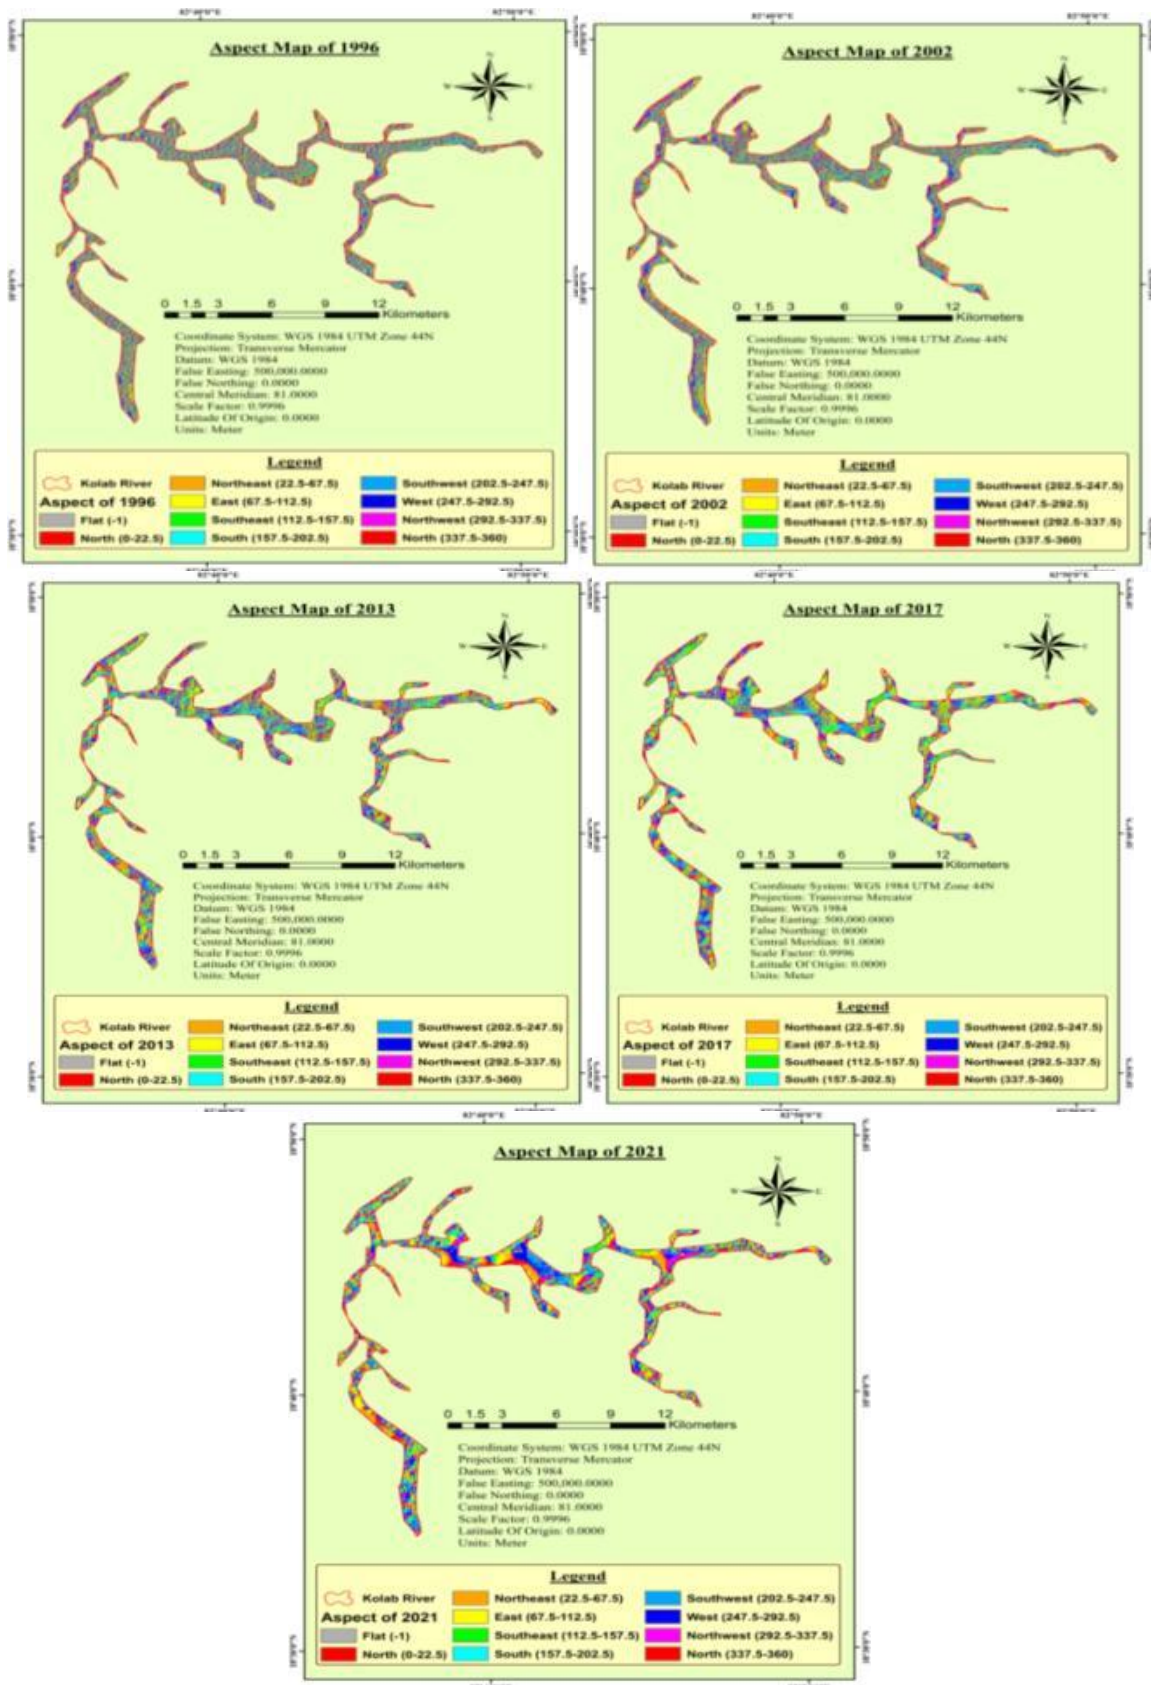 Aspect Map of 1996
N
W
E
S
0 1.5 3 6 9 12
Kilometers
Coordinate System: WGS 1984 UTM Zone 44N
Projection: Transverse Mercator
Datum: WGS 1984
False Easting: 500,000.0000
False Northing: 0.0000
Central Meridian: 81.0000
Scale Factor: 0.9996
Latitude Of Origin: 0.0000
Units: Meter
Legend
Kolab River
Northeast (22.5-67.5)
Southwest (202.5-247.5)
Aspect of 1996
East (67.5-112.5)
West (247.5-292.5)
Flat (-1)
Southeast (112.5-157.5)
Northwest (292.5-337.5)
North (0-22.5)
South (157.5-202.5)
North (337.5-360)
Aspect Map of 2002
N
W
E
S
0 1.5 3 6 9 12
Kilometers
Coordinate System: WGS 1984 UTM Zone 44N
Projection: Transverse Mercator
Datum: WGS 1984
False Easting: 500,000.0000
False Northing: 0.0000
Central Meridian: 81.0000
Scale Factor: 0.9996
Latitude Of Origin: 0.0000
Units: Meter
Legend
Kolab River
Northeast (22.5-67.5)
Southwest (202.5-247.5)
Aspect of 2002
East (67.5-112.5)
West (247.5-292.5)
Flat (-1)
Southeast (112.5-157.5)
Northwest (292.5-337.5)
North (0-22.5)
South (157.5-202.5)
North (337.5-360)
Aspect Map of 2013
N
W
E
S
0 1.5 3 6 9 12
Kilometers
Coordinate System: WGS 1984 UTM Zone 44N
Projection: Transverse Mercator
Datum: WGS 1984
False Easting: 500,000.0000
False Northing: 0.0000
Central Meridian: 81.0000
Scale Factor: 0.9996
Latitude Of Origin: 0.0000
Units: Meter
Legend
Kolab River
Northeast (22.5-67.5)
Southwest (202.5-247.5)
Aspect of 2013
East (67.5-112.5)
West (247.5-292.5)
Flat (-1)
Southeast (112.5-157.5)
Northwest (292.5-337.5)
North (0-22.5)
South (157.5-202.5)
North (337.5-360)
Aspect Map of 2017
N
W
E
S
0 1.5 3 6 9 12
Kilometers
Coordinate System: WGS 1984 UTM Zone 44N
Projection: Transverse Mercator
Datum: WGS 1984
False Easting: 500,000.0000
False Northing: 0.0000
Central Meridian: 81.0000
Scale Factor: 0.9996
Latitude Of Origin: 0.0000
Units: Meter
Legend
Kolab River
Northeast (22.5-67.5)
Southwest (202.5-247.5)
Aspect of 2017
East (67.5-112.5)
West (247.5-292.5)
Flat (-1)
Southeast (112.5-157.5)
Northwest (292.5-337.5)
North (0-22.5)
South (157.5-202.5)
North (337.5-360)
Aspect Map of 2021
N
W
E
S
0 1.5 3 6 9 12
Kilometers
Coordinate System: WGS 1984 UTM Zone 44N
Projection: Transverse Mercator
Datum: WGS 1984
False Easting: 500,000.0000
False Northing: 0.0000
Central Meridian: 81.0000
Scale Factor: 0.9996
Latitude Of Origin: 0.0000
Units: Meter
Legend
Kolab River
Northeast (22.5-67.5)
Southwest (202.5-247.5)
Aspect of 2021
East (67.5-112.5)
West (247.5-292.5)
Flat (-1)
Southeast (112.5-157.5)
Northwest (292.5-337.5)
North (0-22.5)
South (157.5-202.5)
North (337.5-360)